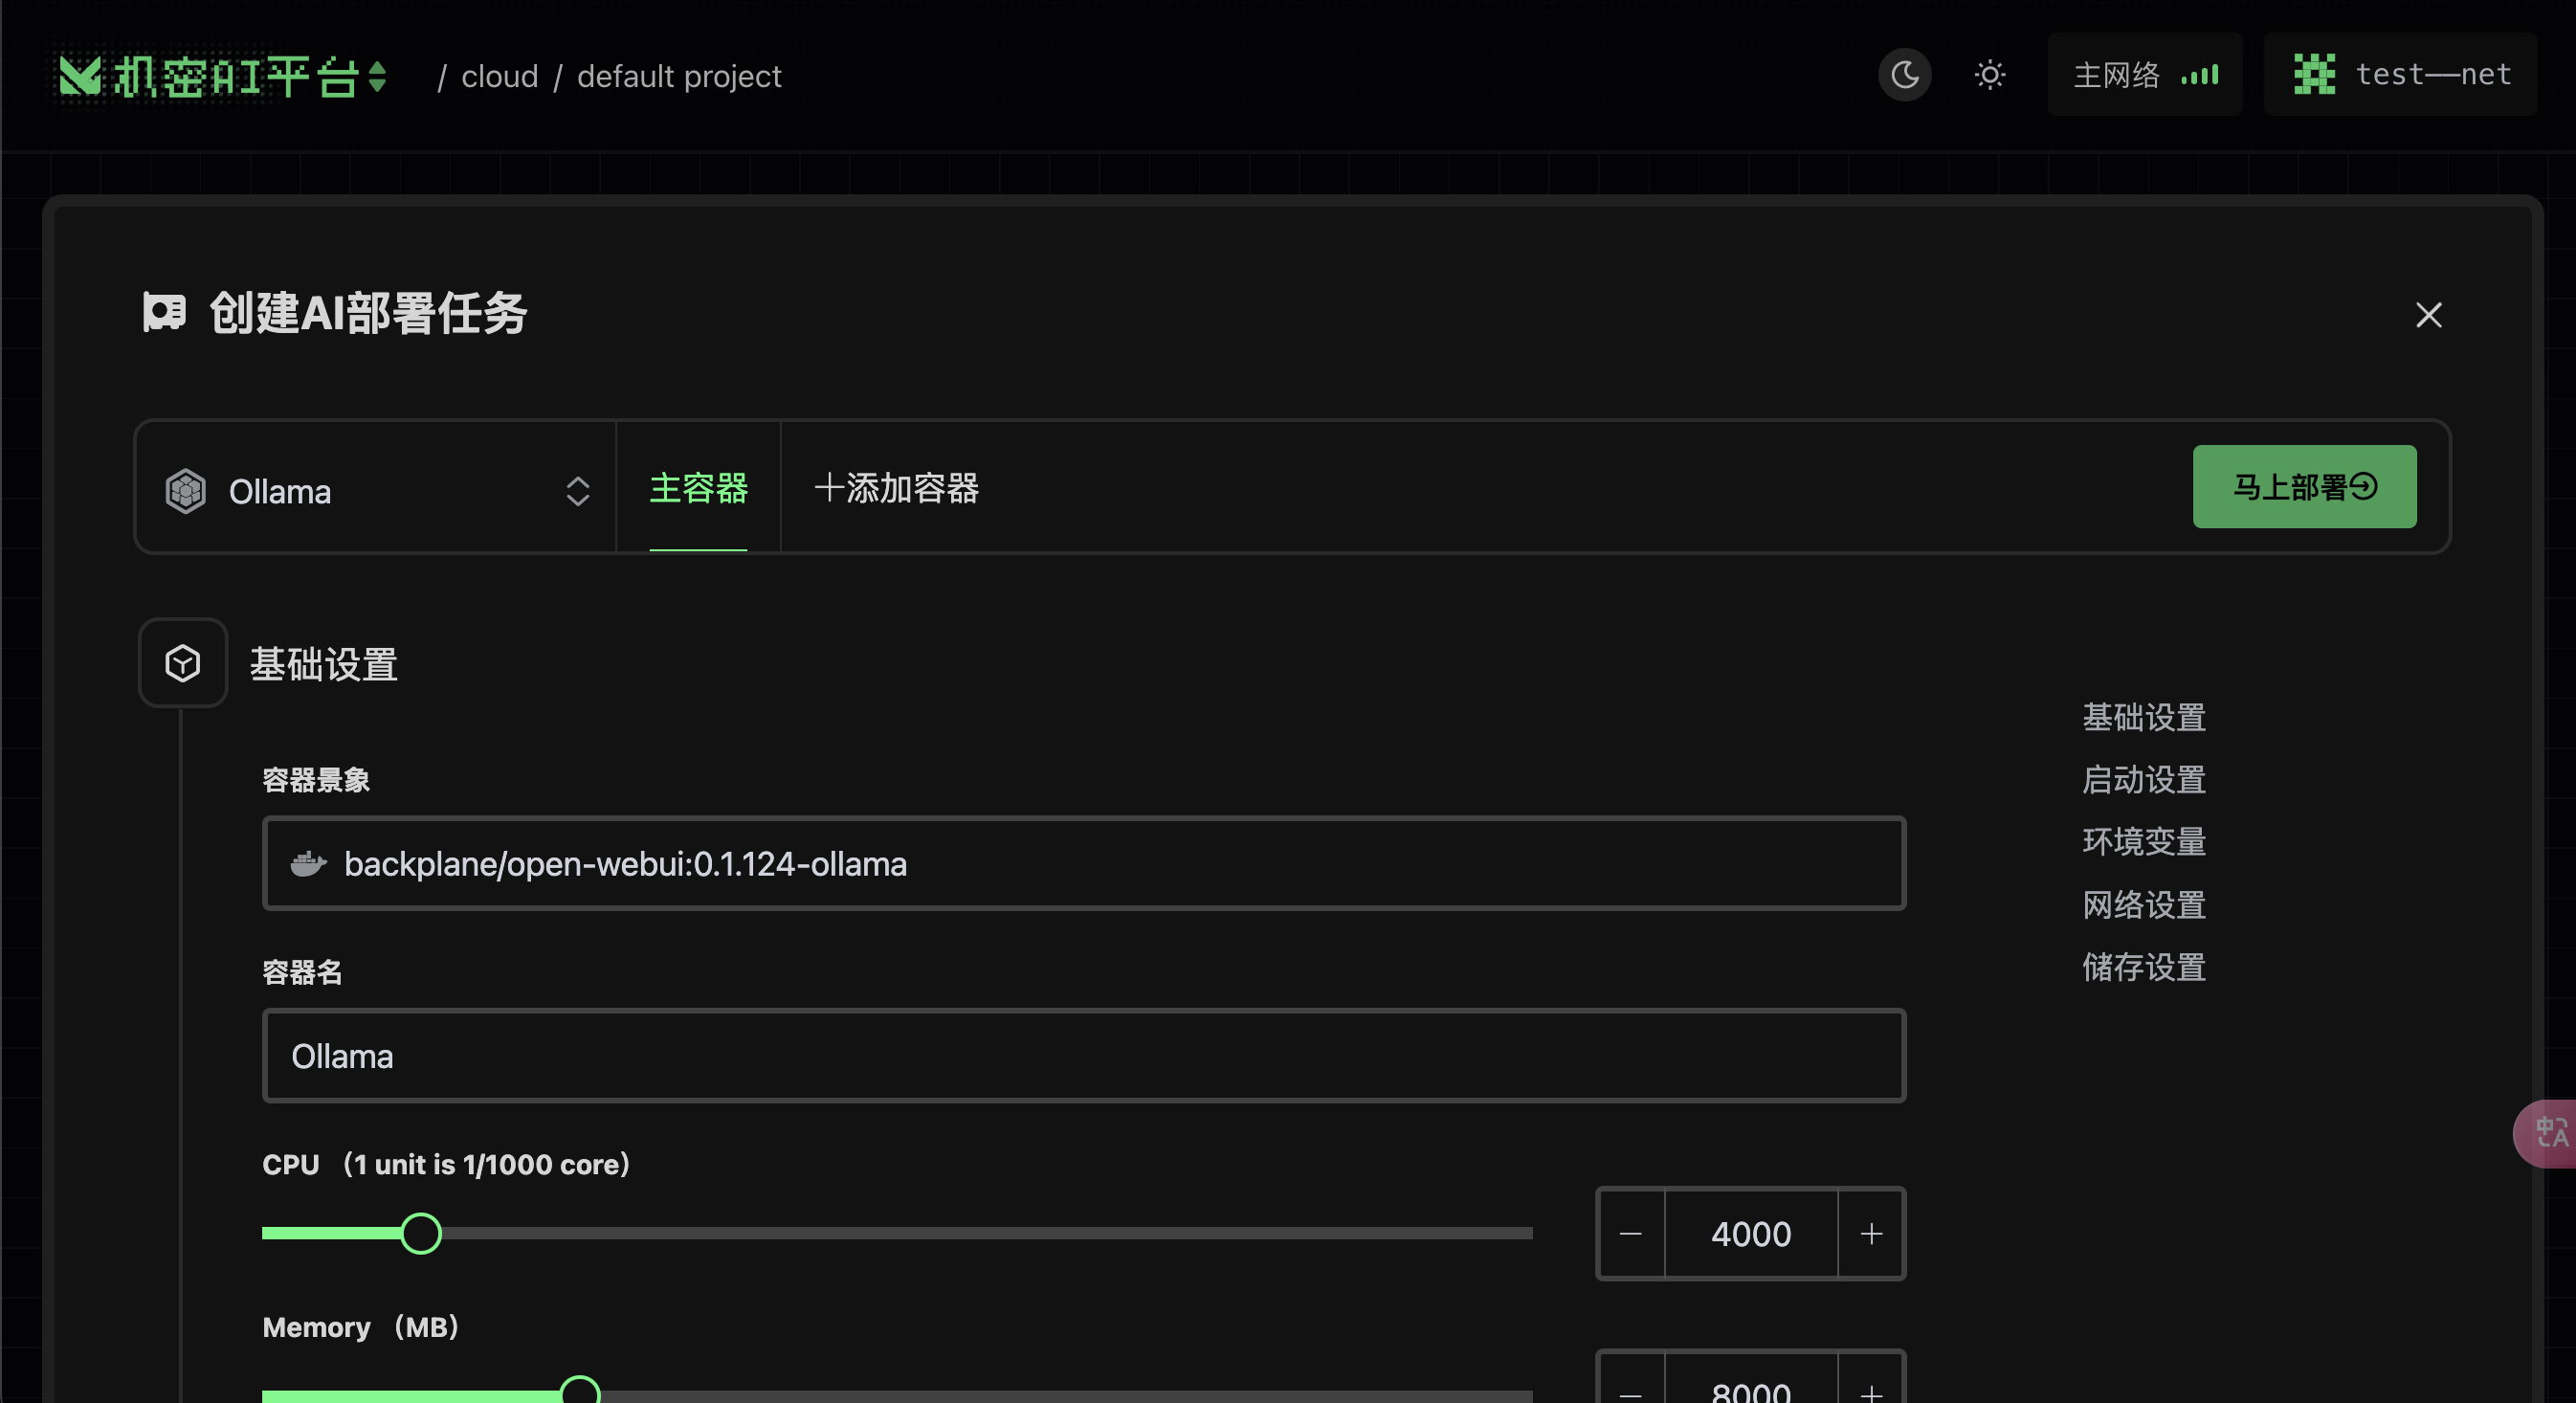 机密AI平台 / cloud / default project
主网络
test——net
创建AI部署任务
Ollama
主容器
+添加容器
马上部署
基础设置
基础设置
启动设置
环境变量
网络设置
储存设置
容器景象
backplane/open-webui:0.1.124-ollama
容器名
Ollama
CPU （1 unit is 1/1000 core）
4000
Memory （MB）
8000
中A